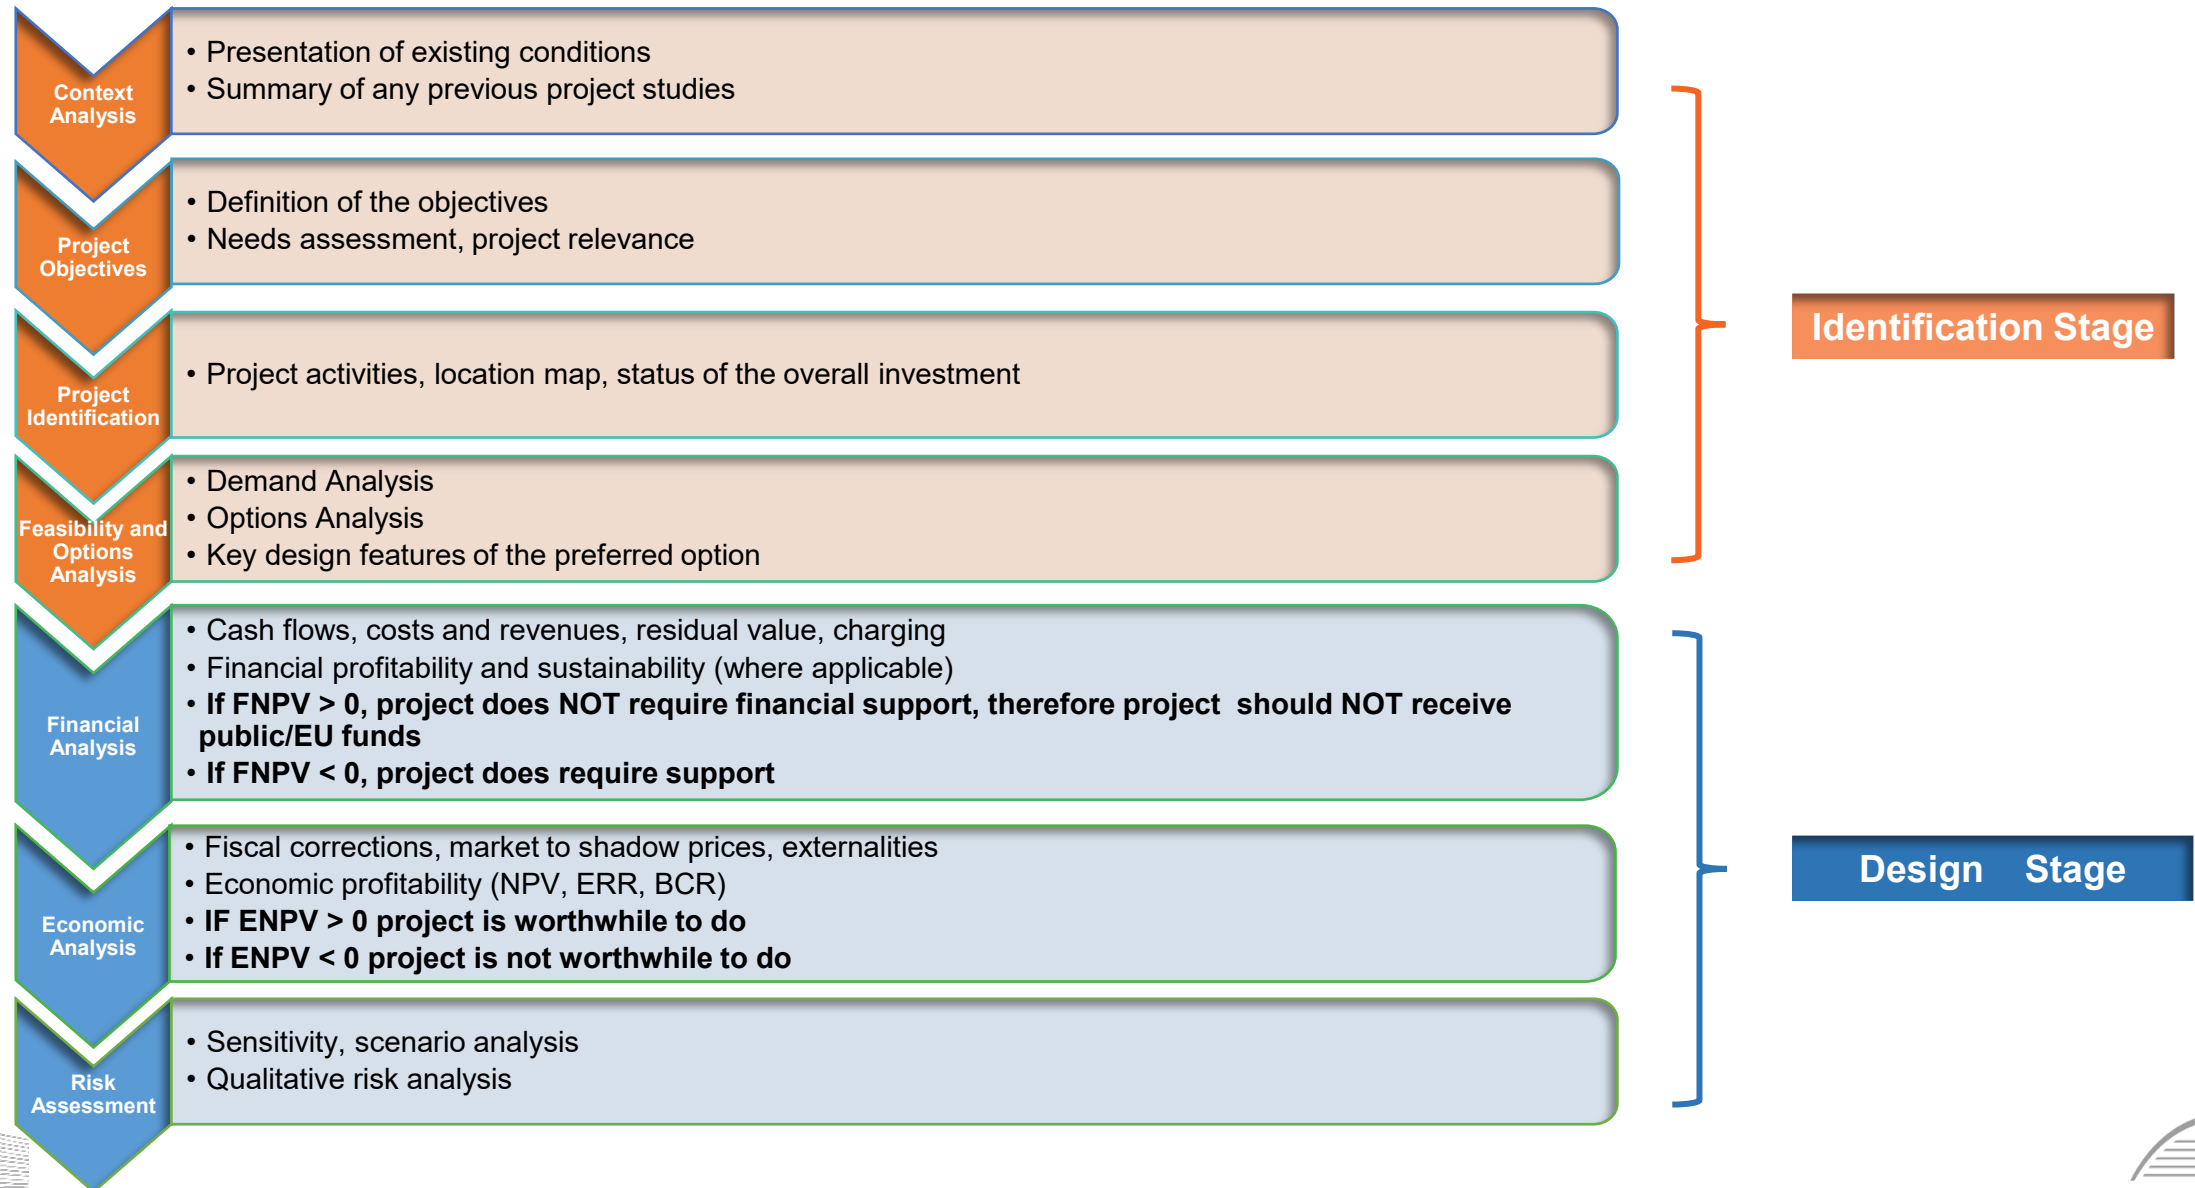 Context
Analysis
• Presentation of existing conditions
• Summary of any previous project studies
Project
Objectives
• Definition of the objectives
• Needs assessment, project relevance
Project
Identification
• Project activities, location map, status of the overall investment
Feasibility and
Options
Analysis
• Demand Analysis
• Options Analysis
• Key design features of the preferred option
Identification Stage
Financial
Analysis
• Cash flows, costs and revenues, residual value, charging
• Financial profitability and sustainability (where applicable)
• If FNPV > 0, project does NOT require financial support, therefore project should NOT receive
public/EU funds
• If FNPV < 0, project does require support
Economic
Analysis
• Fiscal corrections, market to shadow prices, externalities
• Economic profitability (NPV, ERR, BCR)
• IF ENPV > 0 project is worthwhile to do
• If ENPV < 0 project is not worthwhile to do
Risk
Assessment
• Sensitivity, scenario analysis
• Qualitative risk analysis
Design Stage